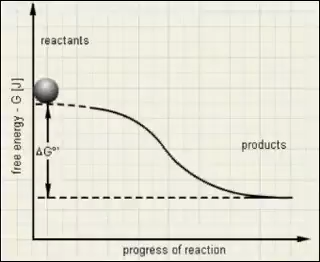 reactants
free energy - G [J]
ΔG°'
products
progress of reaction